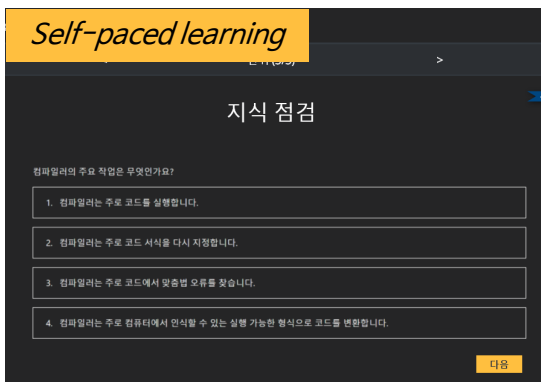 Self-paced learning
(3/3)
>
지식 점검
컴파일러의 주요 작업은 무엇인가요?
1. 컴파일러는 주로 코드를 실행합니다.
2. 컴파일러는 주로 코드 서식을 다시 지정합니다.
3. 컴파일러는 주로 코드에서 맞춤법 오류를 찾습니다.
4. 컴파일러는 주로 컴퓨터에서 인식할 수 있는 실행 가능한 형식으로 코드를 변환합니다.
다음